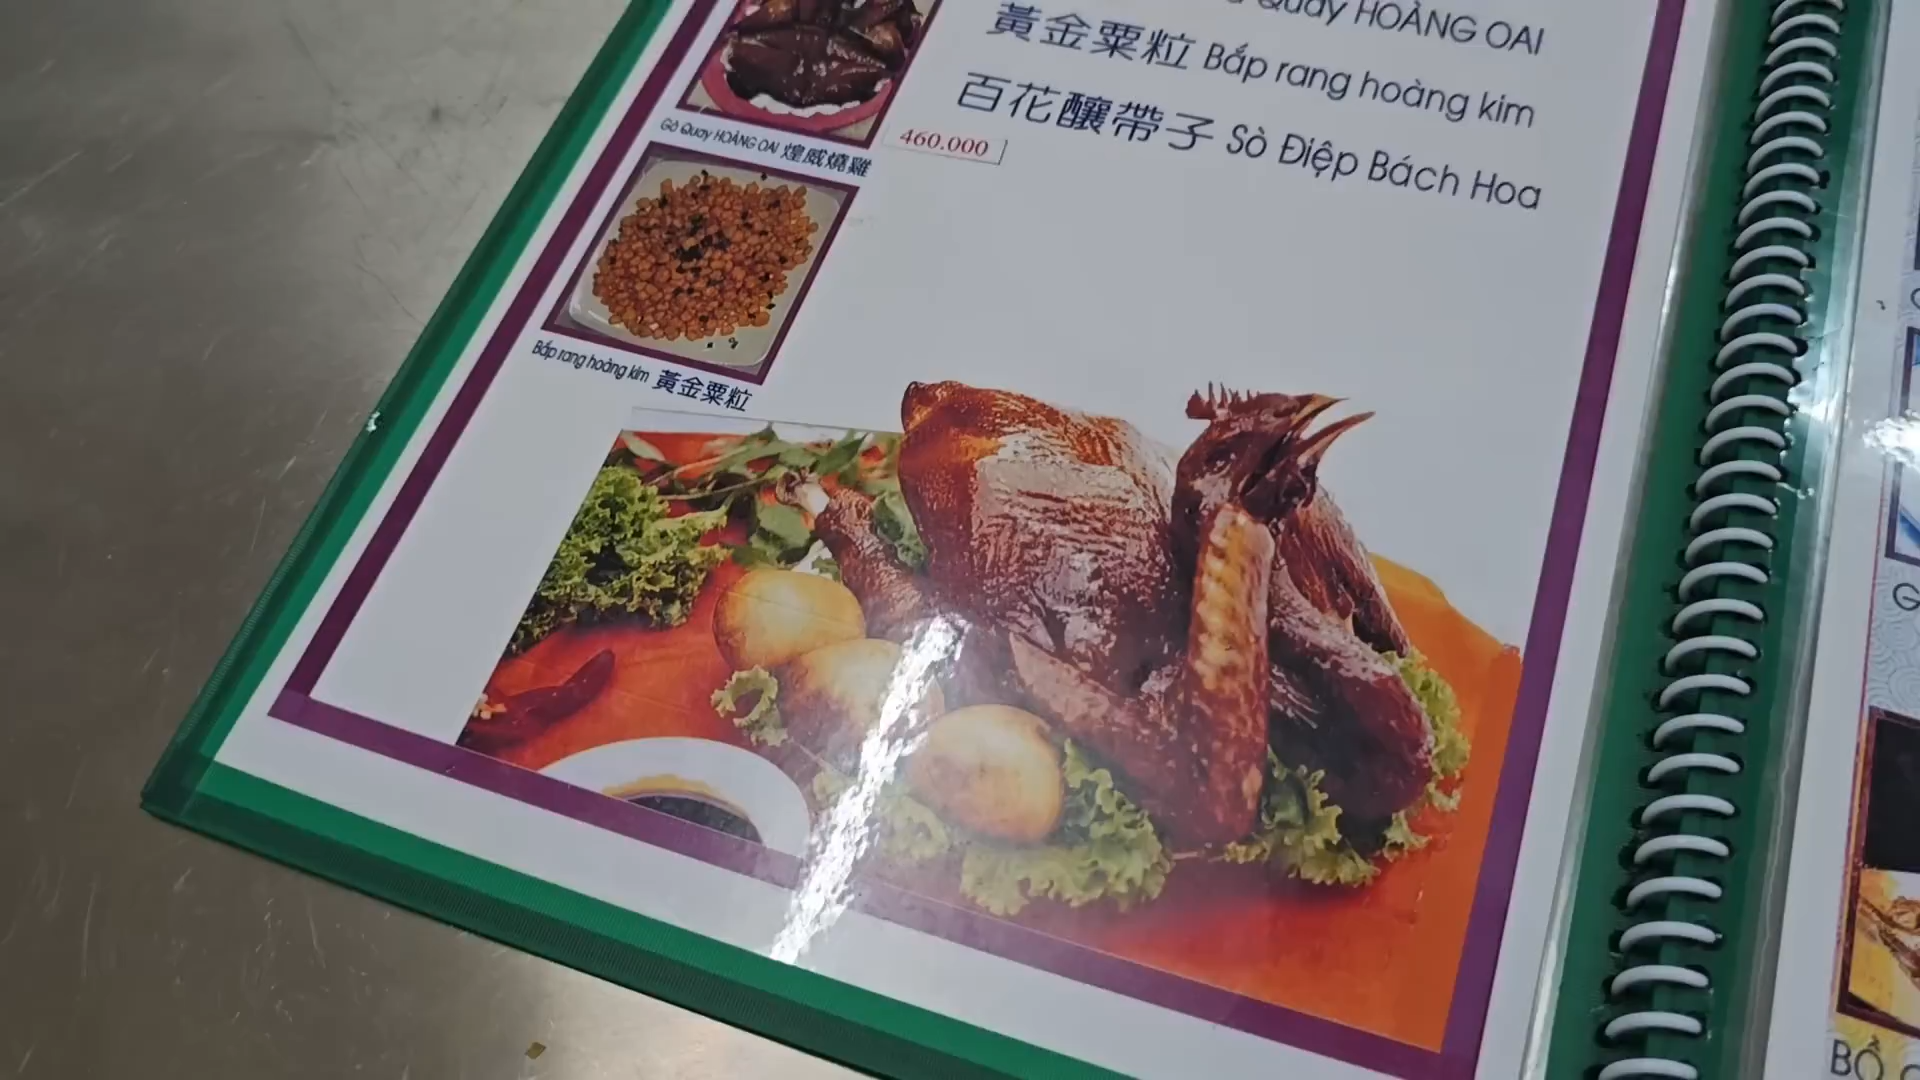 Quay HOÀNG OAI
黃金粟粒 Bắp rang hoàng kim
百花釀帶子 Sò Điệp Bách Hoa
460.000
Gà Quay HOÀNG OAI 煌威燒雞
Bắp rang hoàng kim 黃金粟粒
BỒ